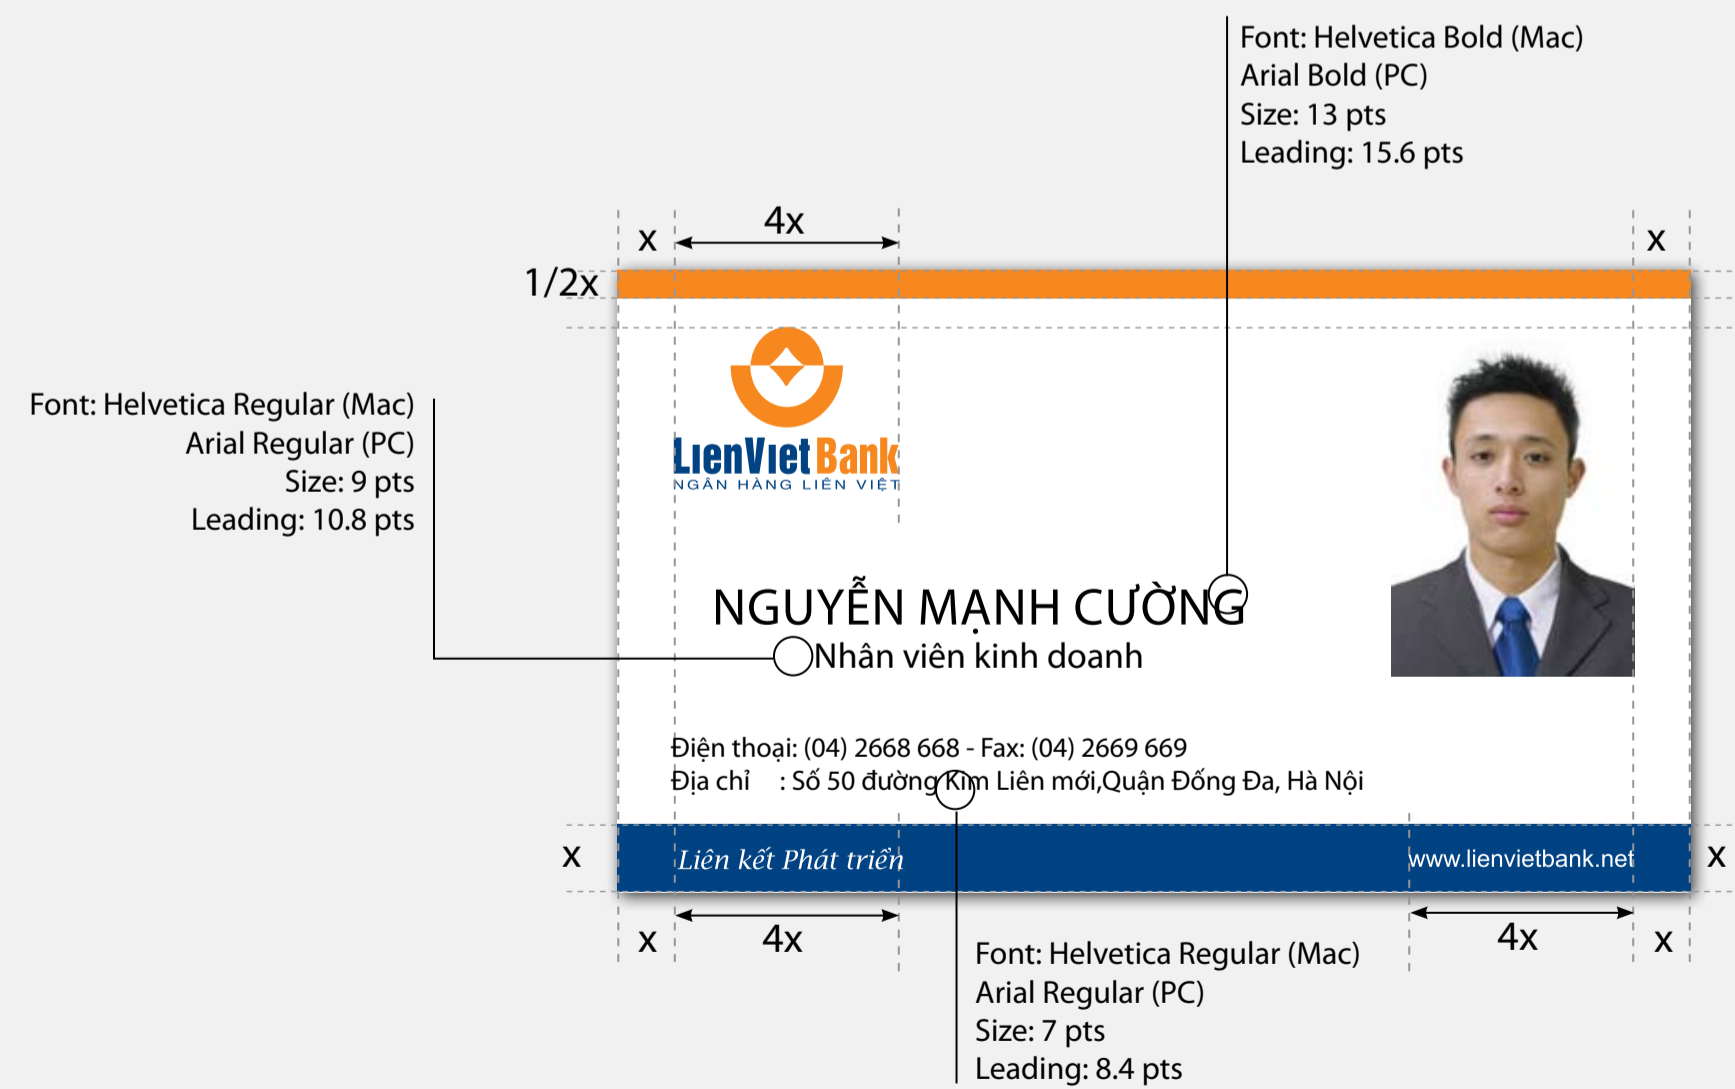 Font: Helvetica Bold (Mac)
Arial Bold (PC)
Size: 13 pts
Leading: 15.6 pts
x
4x
x
1/2x
Font: Helvetica Regular (Mac)
Arial Regular (PC)
Size: 9 pts
Leading: 10.8 pts
LienViet Bank
NGÂN HÀNG LIÊN VIỆT
NGUYỄN MẠNH CƯỜNG
Nhân viên kinh doanh
Điện thoại: (04) 2668 668 - Fax: (04) 2669 669
Địa chỉ : Số 50 đường Kim Liên mới,Quận Đống Đa, Hà Nội
x
Liên kết Phát triển
www.lienvietbank.net
x
x
4x
4x
x
Font: Helvetica Regular (Mac)
Arial Regular (PC)
Size: 7 pts
Leading: 8.4 pts